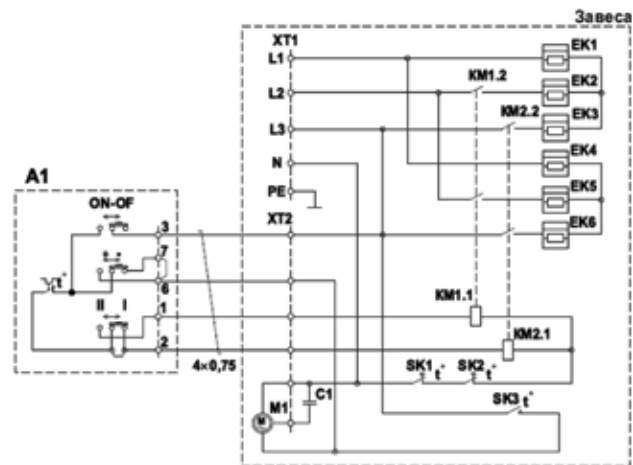 Завеса
XT1
L1
EK1
KM1.2
L2
EK2
KM2.2
L3
EK3
N
EK4
A1
PE
EK5
ON-OF
XT2
3
EK6
7
t°
6
II I
KM1.1
1
2
KM2.1
4×0,75
SK1 t° SK2 t°
M1
C1
SK3 t°
M